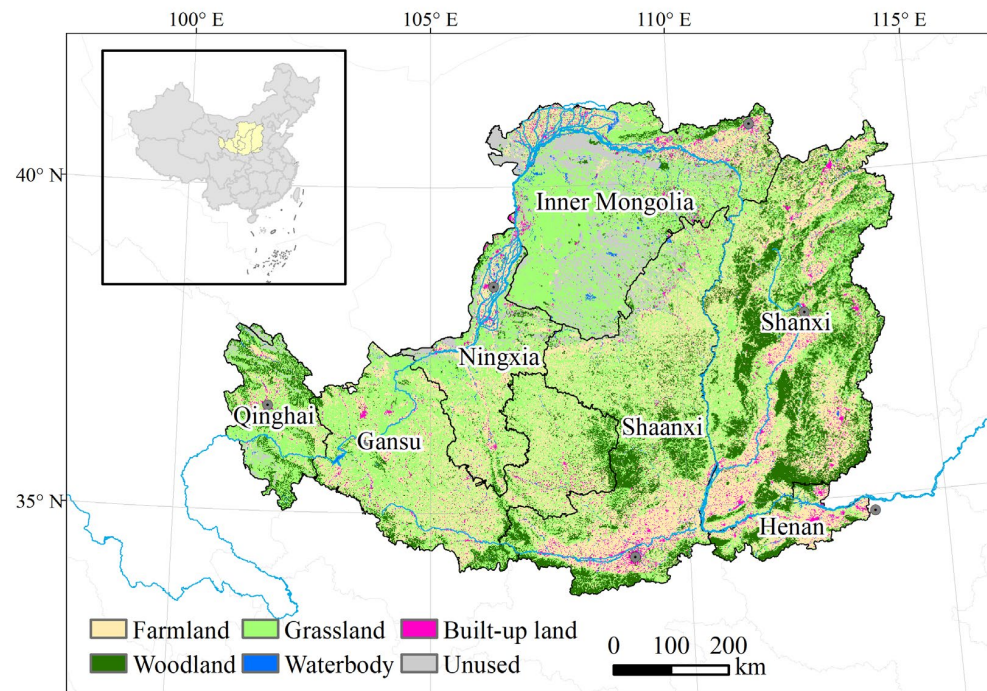 100° E 105° E 110° E 115° E
40° N
Inner Mongolia
Shanxi
Ningxia
Qinghai
Gansu
Shaanxi
35° N
Henan
Farmland Grassland Built-up land
Woodland Waterbody Unused
0 100 200
km